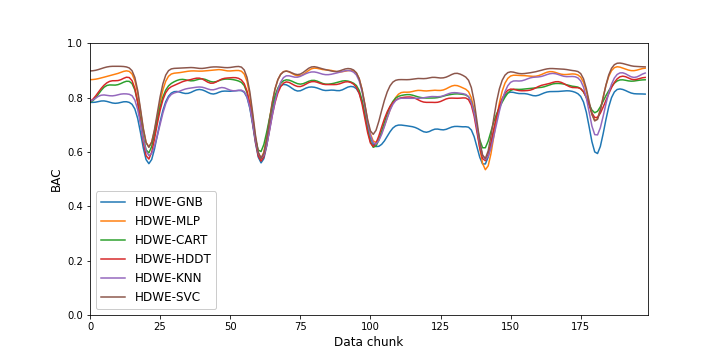 1.0
0.8
0.6
0.4
0.2
0.0
BAC
HDWE-GNB
HDWE-MLP
HDWE-CART
HDWE-HDDT
HDWE-KNN
HDWE-SVC
0 25 50 75 100 125 150 175
Data chunk